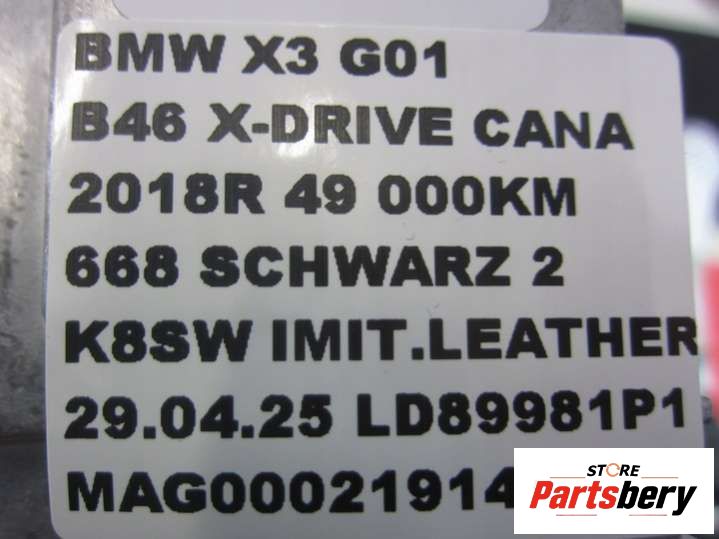 BMW X3 G01
B46 X-DRIVE CANA
2018R 49 000KM
668 SCHWARZ 2
K8SW IMIT.LEATHER
29.04.25 LD89981P1
MAG00021914
STORE
Partsbery